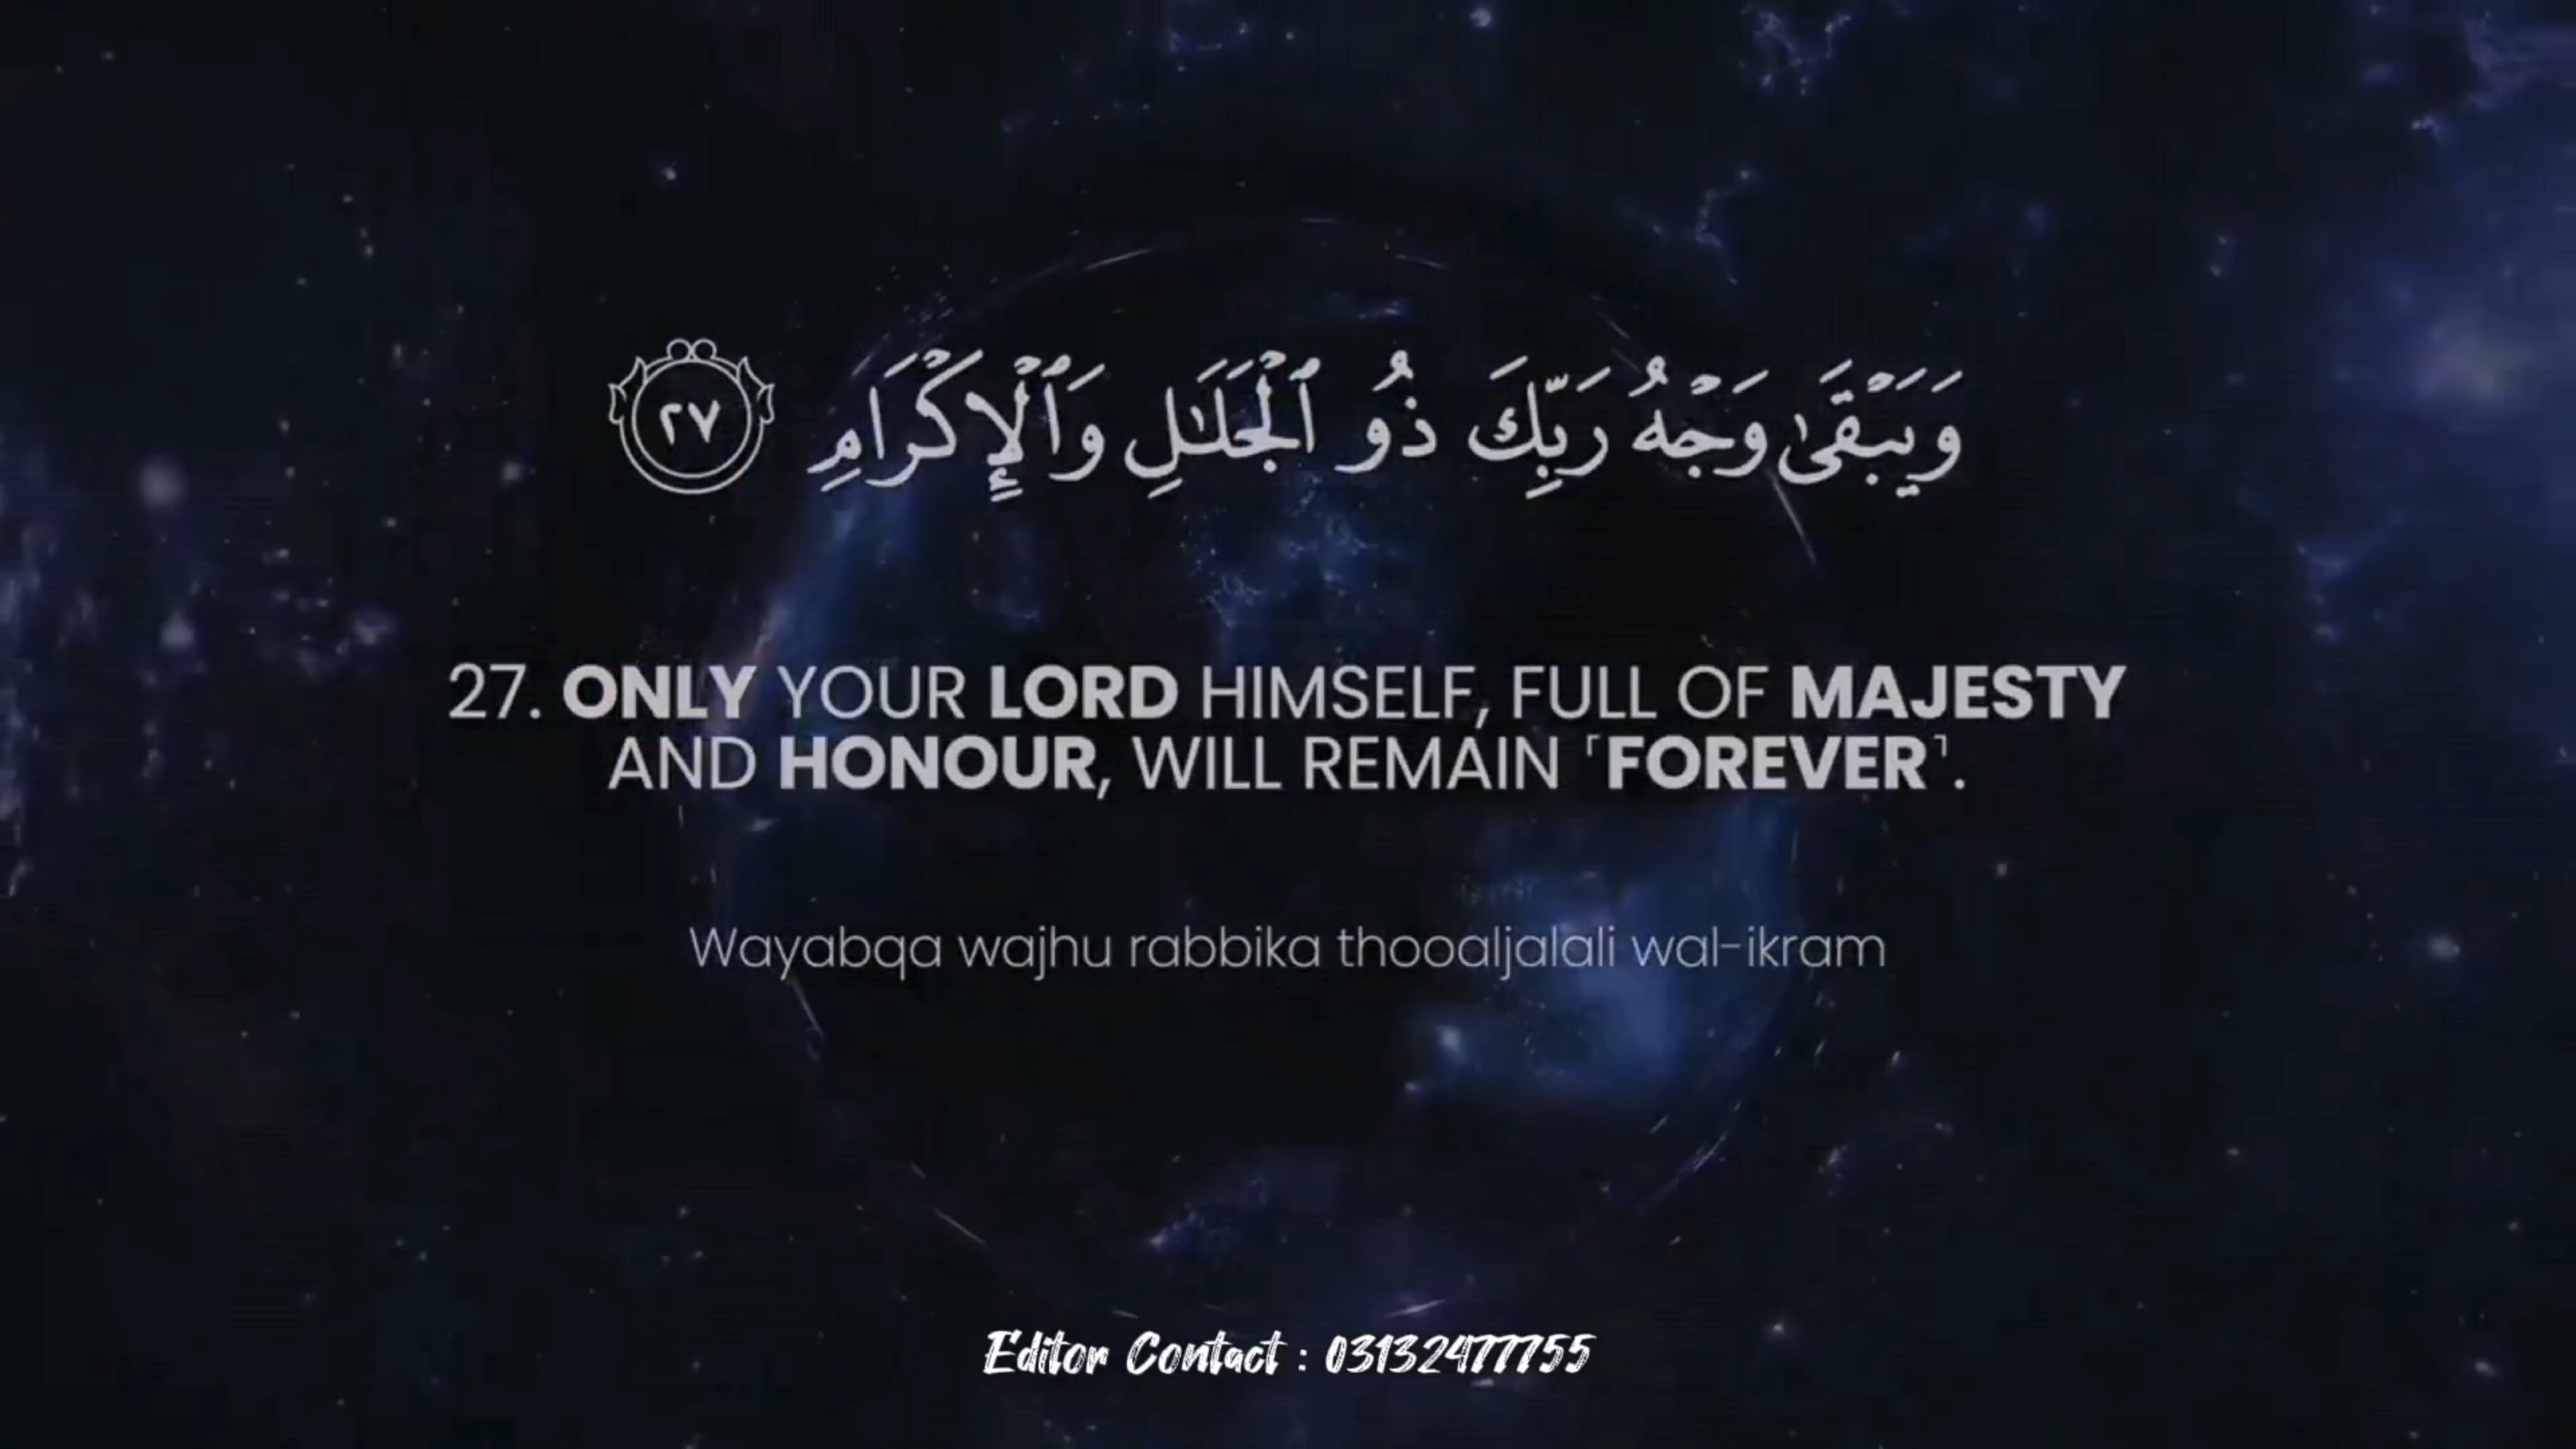 وَيَبْقَىٰ وَجْهُ رَبِّكَ ذُو ٱلْجَلَٰلِ وَٱلْإِكْرَامِ ٢٧
27. ONLY YOUR LORD HIMSELF, FULL OF MAJESTY
AND HONOUR, WILL REMAIN ˹FOREVER˺.
Wayabqa wajhu rabbika thooaljalali wal-ikram
Editor Contact : 03132477755